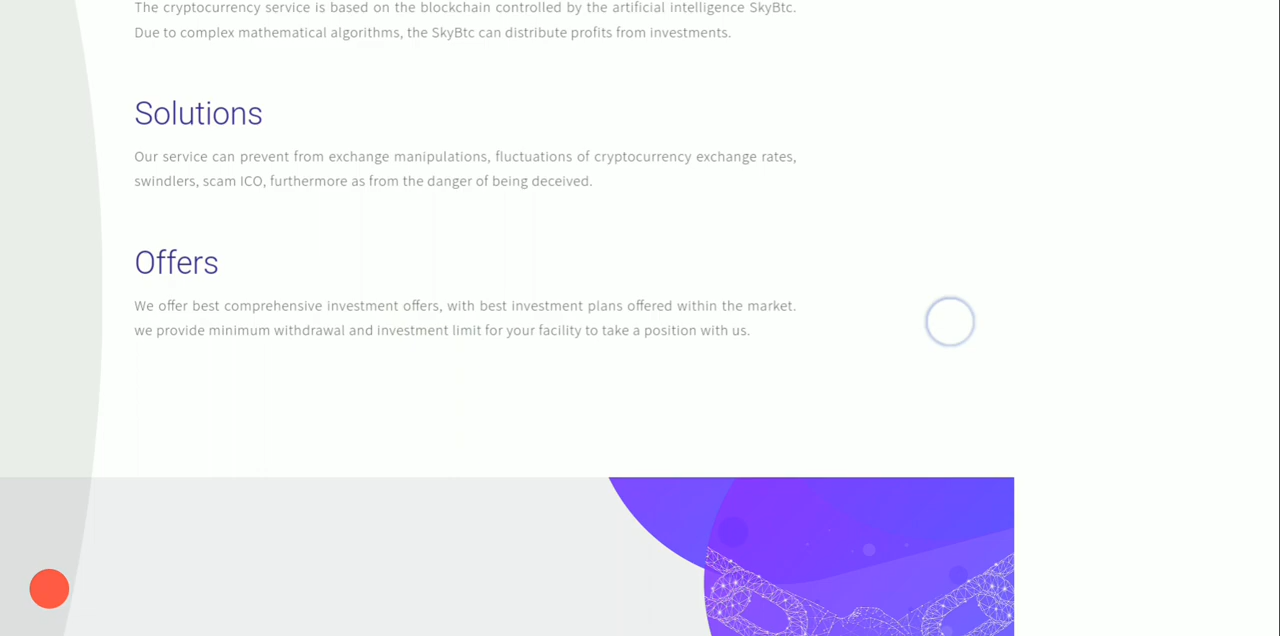 The cryptocurrency service is based on the blockchain controlled by the artificial intelligence SkyBtc.
Due to complex mathematical algorithms, the SkyBtc can distribute profits from investments.
Solutions
Our service can prevent from exchange manipulations, fluctuations of cryptocurrency exchange rates,
swindlers, scam ICO, furthermore as from the danger of being deceived.
Offers
We offer best comprehensive investment offers, with best investment plans offered within the market.
we provide minimum withdrawal and investment limit for your facility to take a position with us.